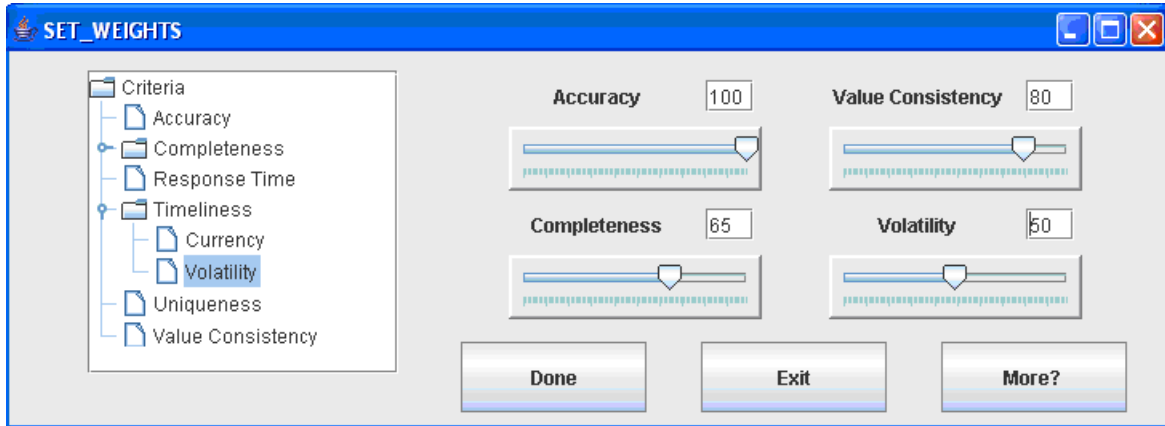 SET_WEIGHTS
Criteria
Accuracy
Completeness
Response Time
Timeliness
Currency
Volatility
Uniqueness
Value Consistency
Accuracy 100 Value Consistency 80
Completeness 65 Volatility 50
Done Exit More?